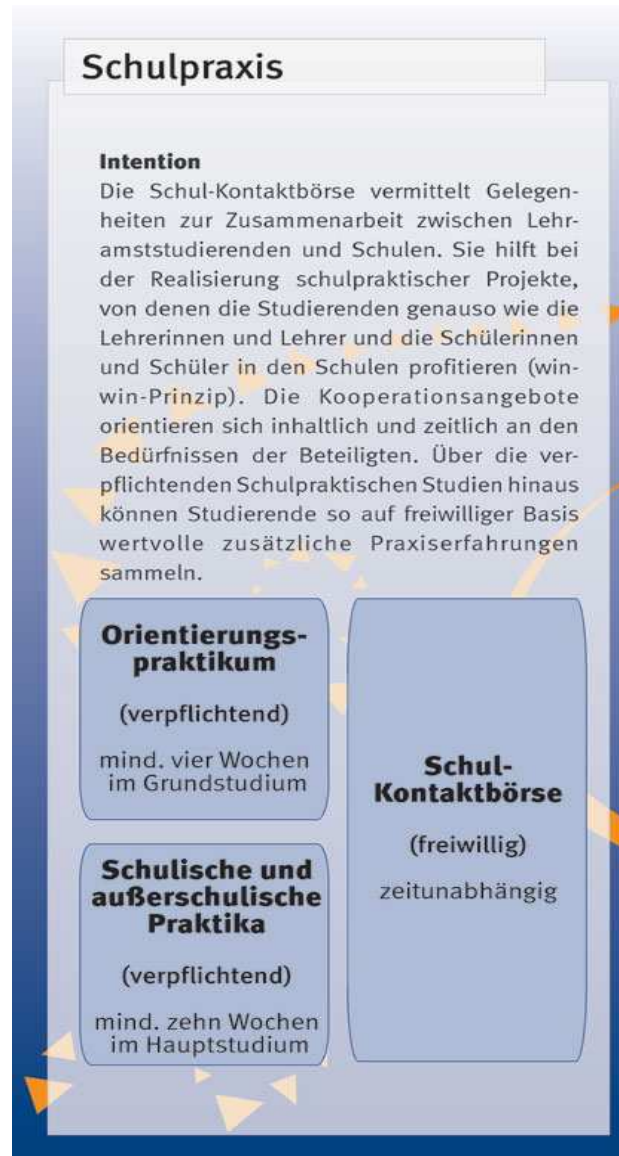 Schulpraxis
Intention
Die Schul-Kontaktbörse vermittelt Gelegen-
heiten zur Zusammenarbeit zwischen Lehr-
amststudierenden und Schulen. Sie hilft bei
der Realisierung schulpraktischer Projekte,
von denen die Studierenden genauso wie die
Lehrerinnen und Lehrer und die Schülerinnen
und Schüler in den Schulen profitieren (win-
win-Prinzip). Die Kooperationsangebote
orientieren sich inhaltlich und zeitlich an den
Bedürfnissen der Beteiligten. Über die ver-
pflichtenden Schulpraktischen Studien hinaus
können Studierende so auf freiwilliger Basis
wertvolle zusätzliche Praxiserfahrungen
sammeln.
Orientierungs-
praktikum
(verpflichtend)
mind. vier Wochen
im Grundstudium
Schulische und
außerschulische
Praktika
(verpflichtend)
mind. zehn Wochen
im Hauptstudium
Schul-
Kontaktbörse
(freiwillig)
zeitunabhängig